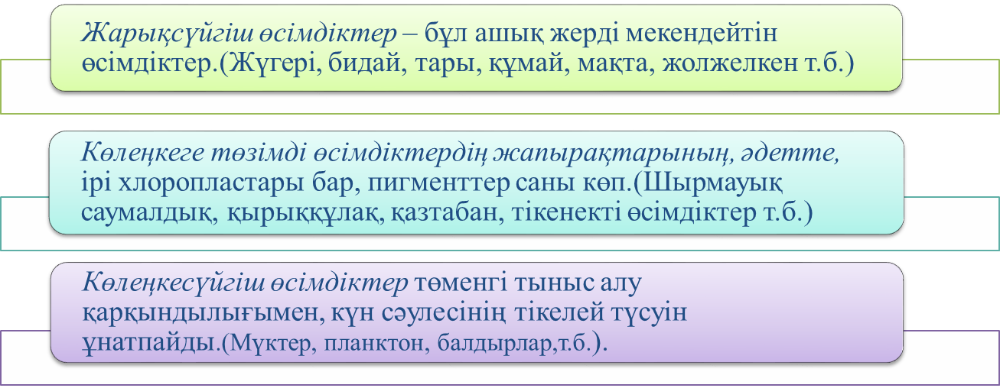 Жарықсүйгіш өсімдіктер – бұл ашық жерді мекендейтін
өсімдіктер.(Жүгері, бидай, тары, құмай, мақта, жолжелкен т.б.)
Көлеңкеге төзімді өсімдіктердің жапырақтарының, әдетте,
ірі хлоропластары бар, пигменттер саны көп.(Шырмауық
саумалдық, қырыққұлақ, қазтабан, тікенекті өсімдіктер т.б.)
Көлеңкесүйгіш өсімдіктер төменгі тыныс алу
қарқындылығымен, күн сәулесінің тікелей түсуін
ұнатпайды.(Мүктер, планктон, балдырлар,т.б.).